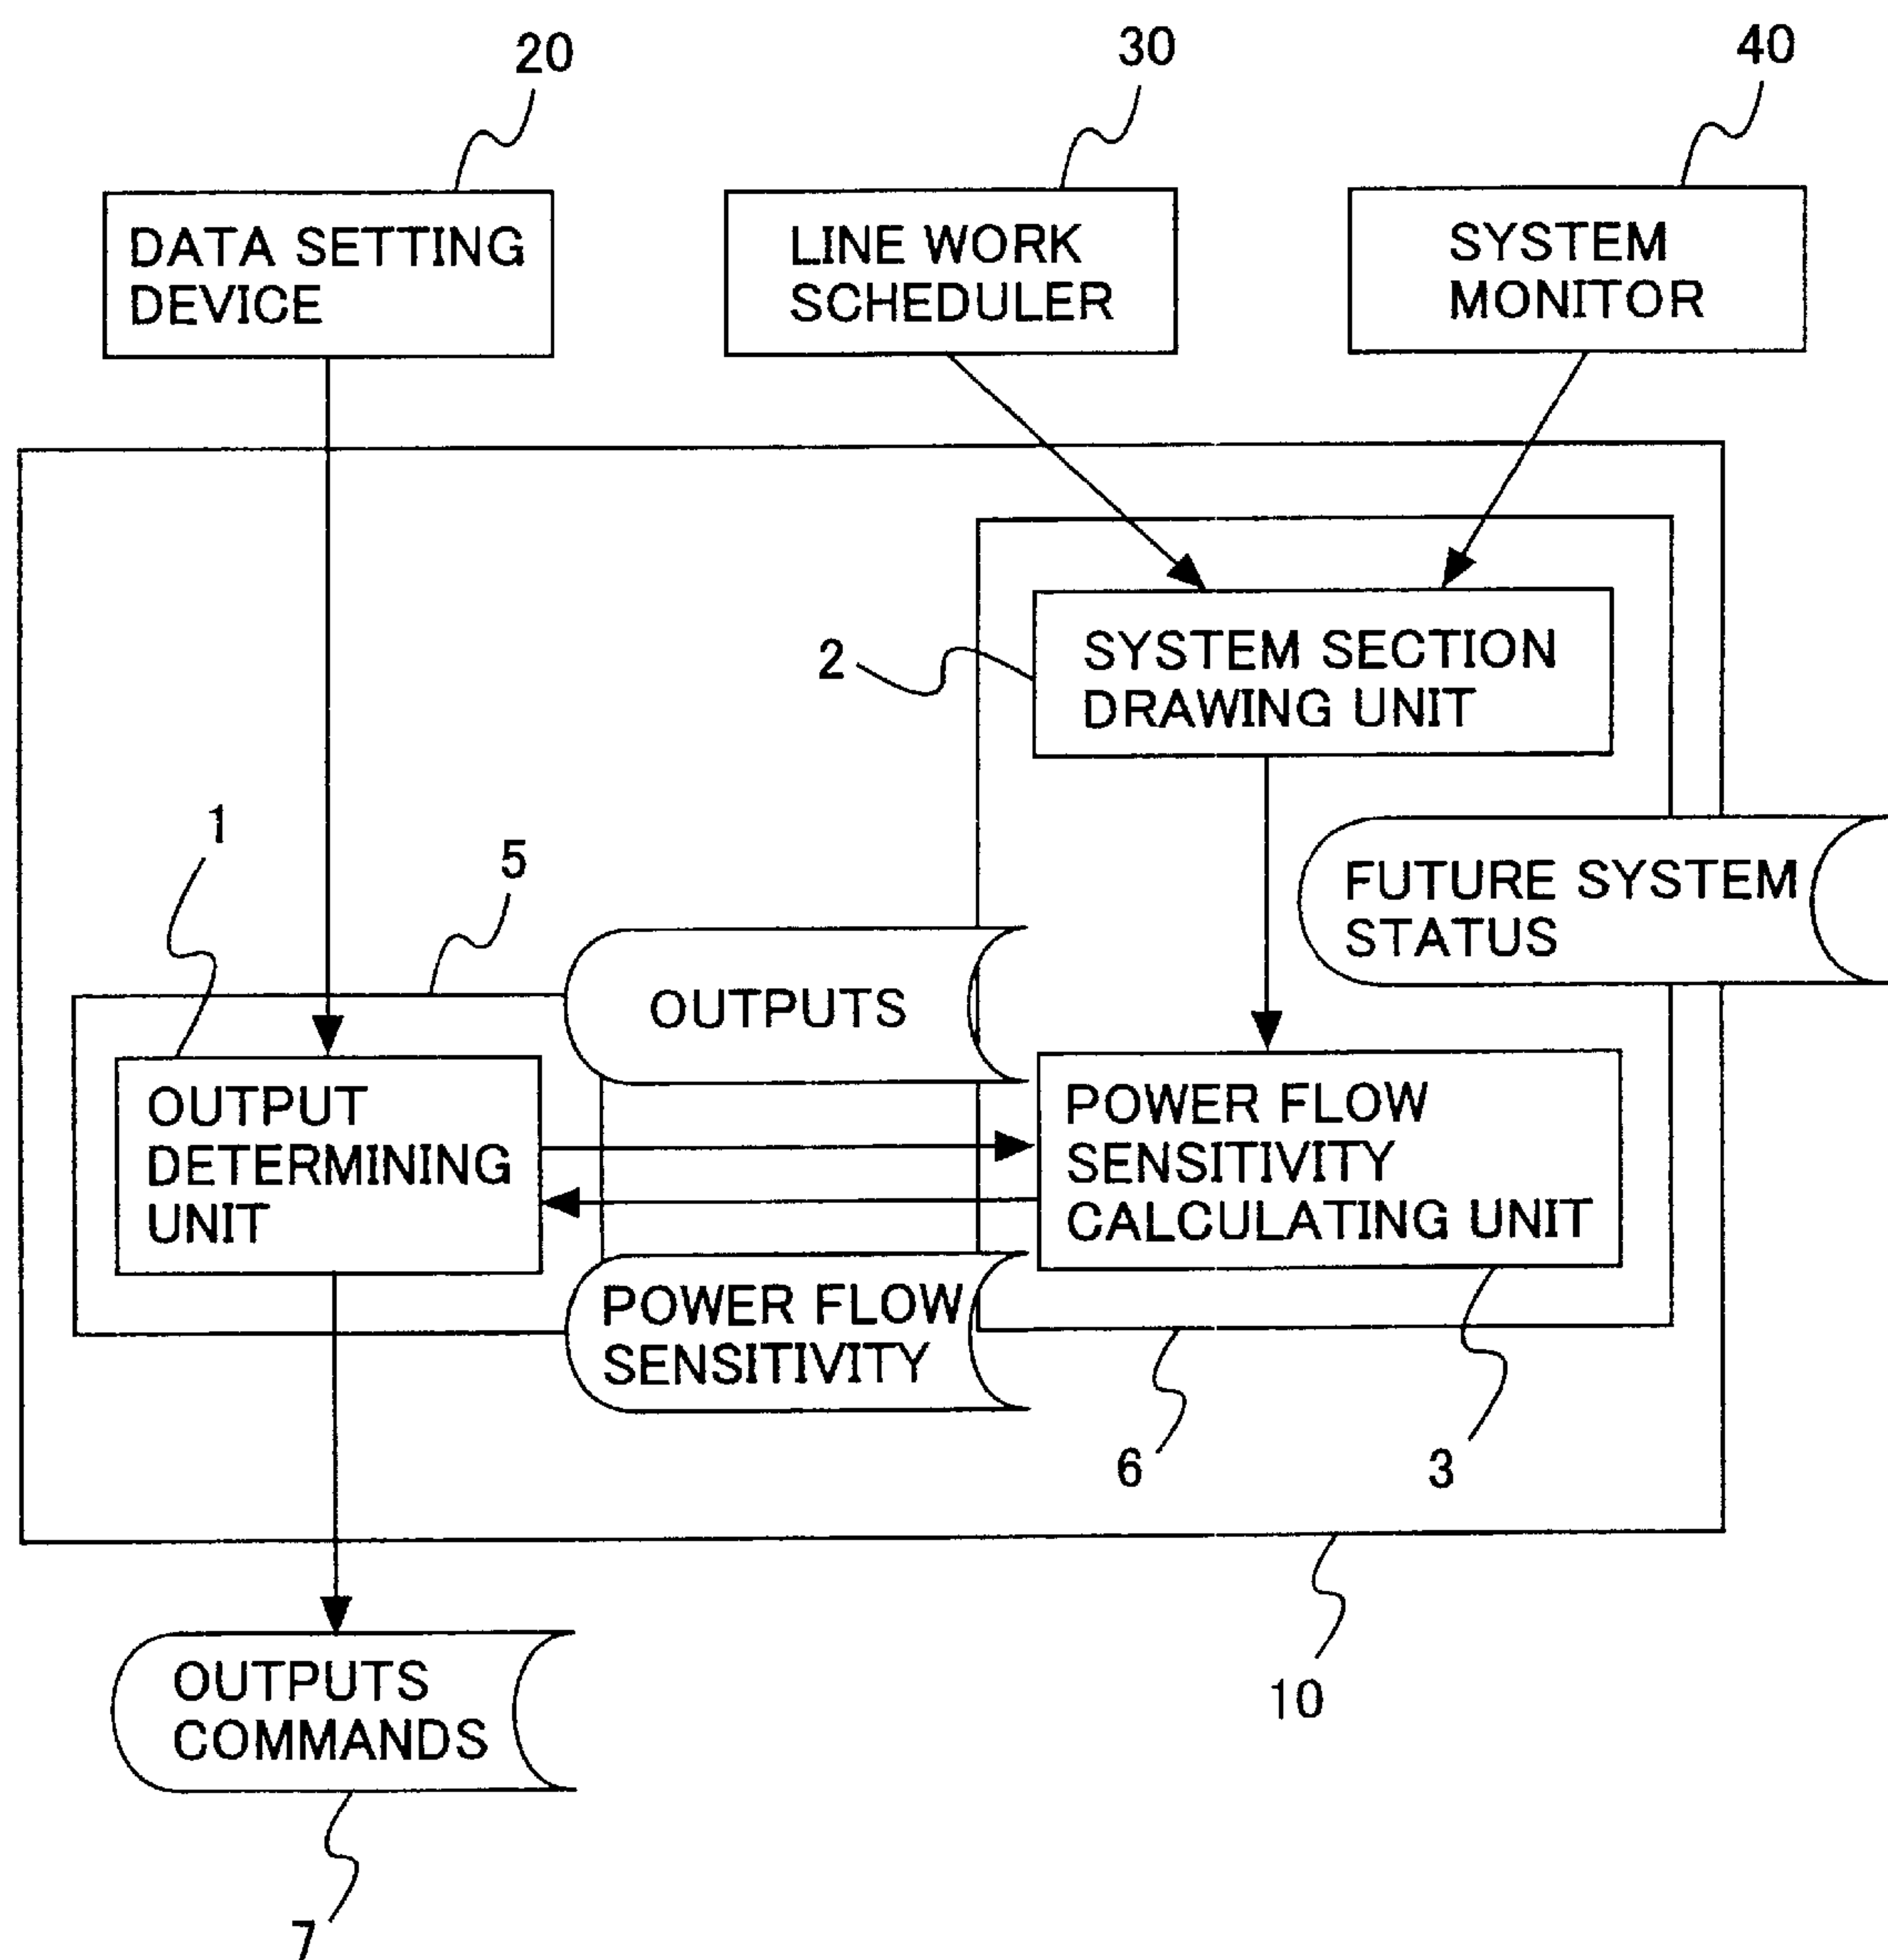 20
30
40
DATA SETTING
DEVICE
LINE WORK
SCHEDULER
SYSTEM
MONITOR
2
SYSTEM SECTION
DRAWING UNIT
1
5
FUTURE SYSTEM
STATUS
OUTPUTS
OUTPUT
DETERMINING
UNIT
POWER FLOW
SENSITIVITY
CALCULATING UNIT
POWER FLOW
SENSITIVITY
6
3
10
OUTPUTS
COMMANDS
7